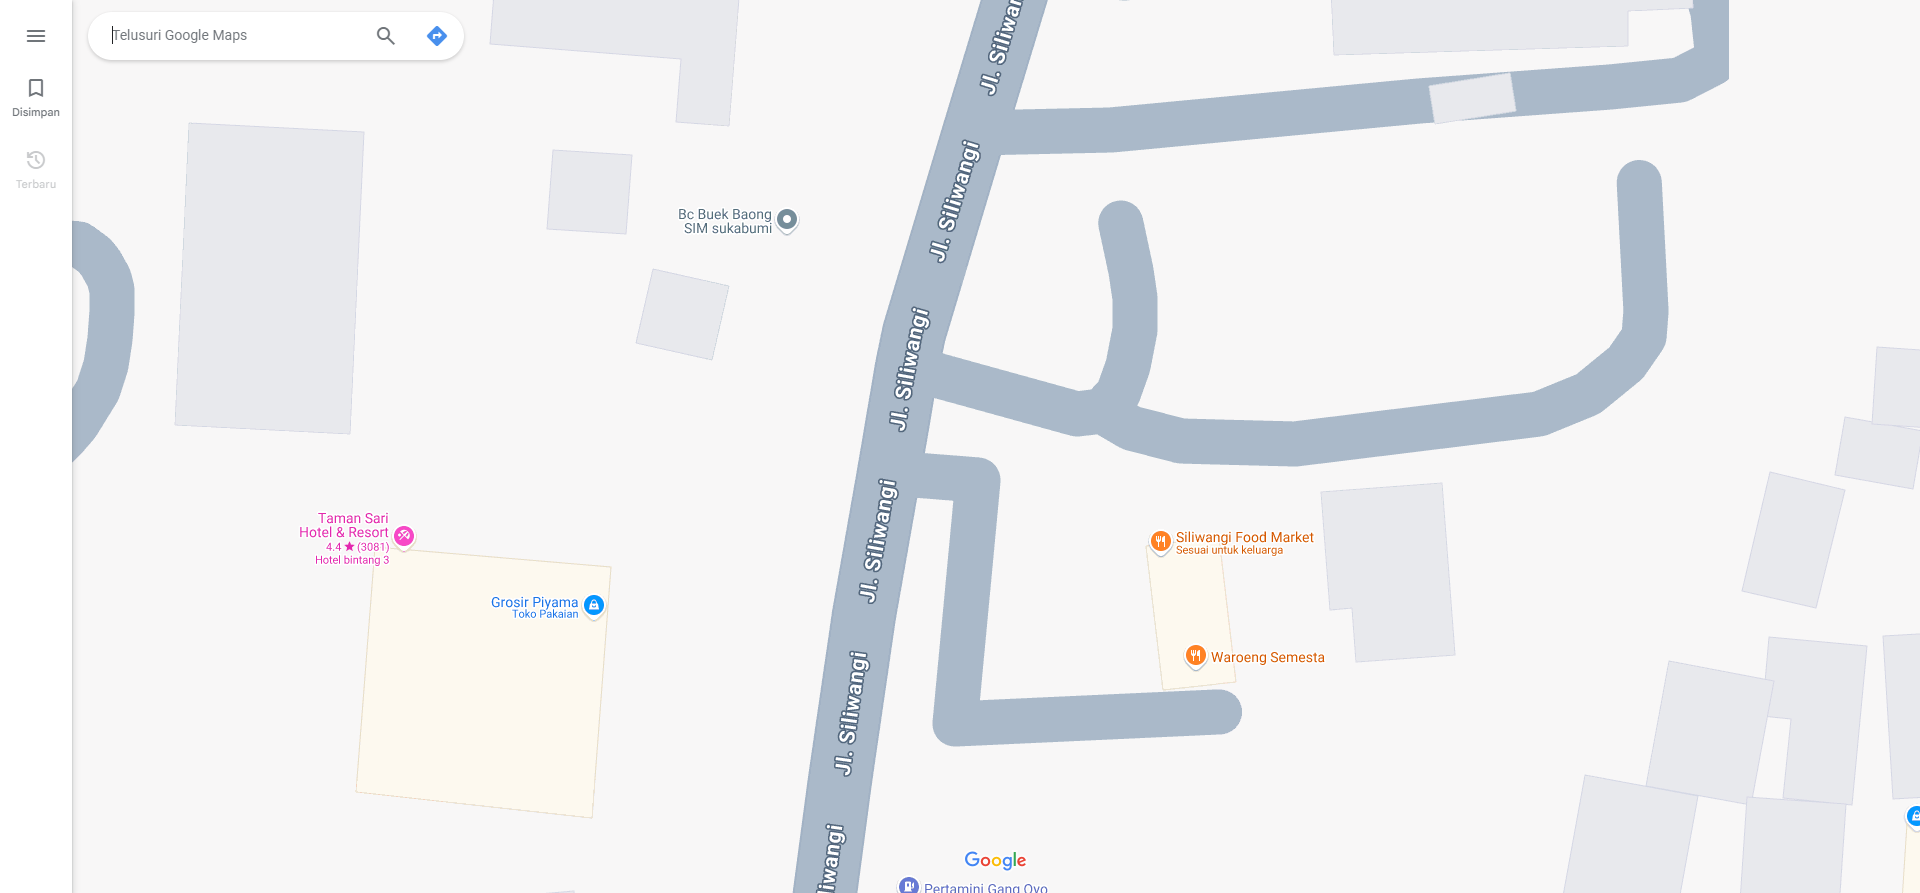 Telusuri Google Maps
Disimpan
Terbaru
Jl. Siliwan
Jl. Siliwangi
Bc Buek Baong
SIM sukabumi
Jl. Siliwangi
Jl. Siliwangi
Taman Sari
Hotel & Resort
4.4 ★ (3081)
Hotel bintang 3
Siliwangi Food Market
Sesuai untuk keluarga
Grosir Piyama
Toko Pakaian
Waroeng Semesta
Jl. Siliwangi
liwangi
Google
Pertamini Gang Oyo